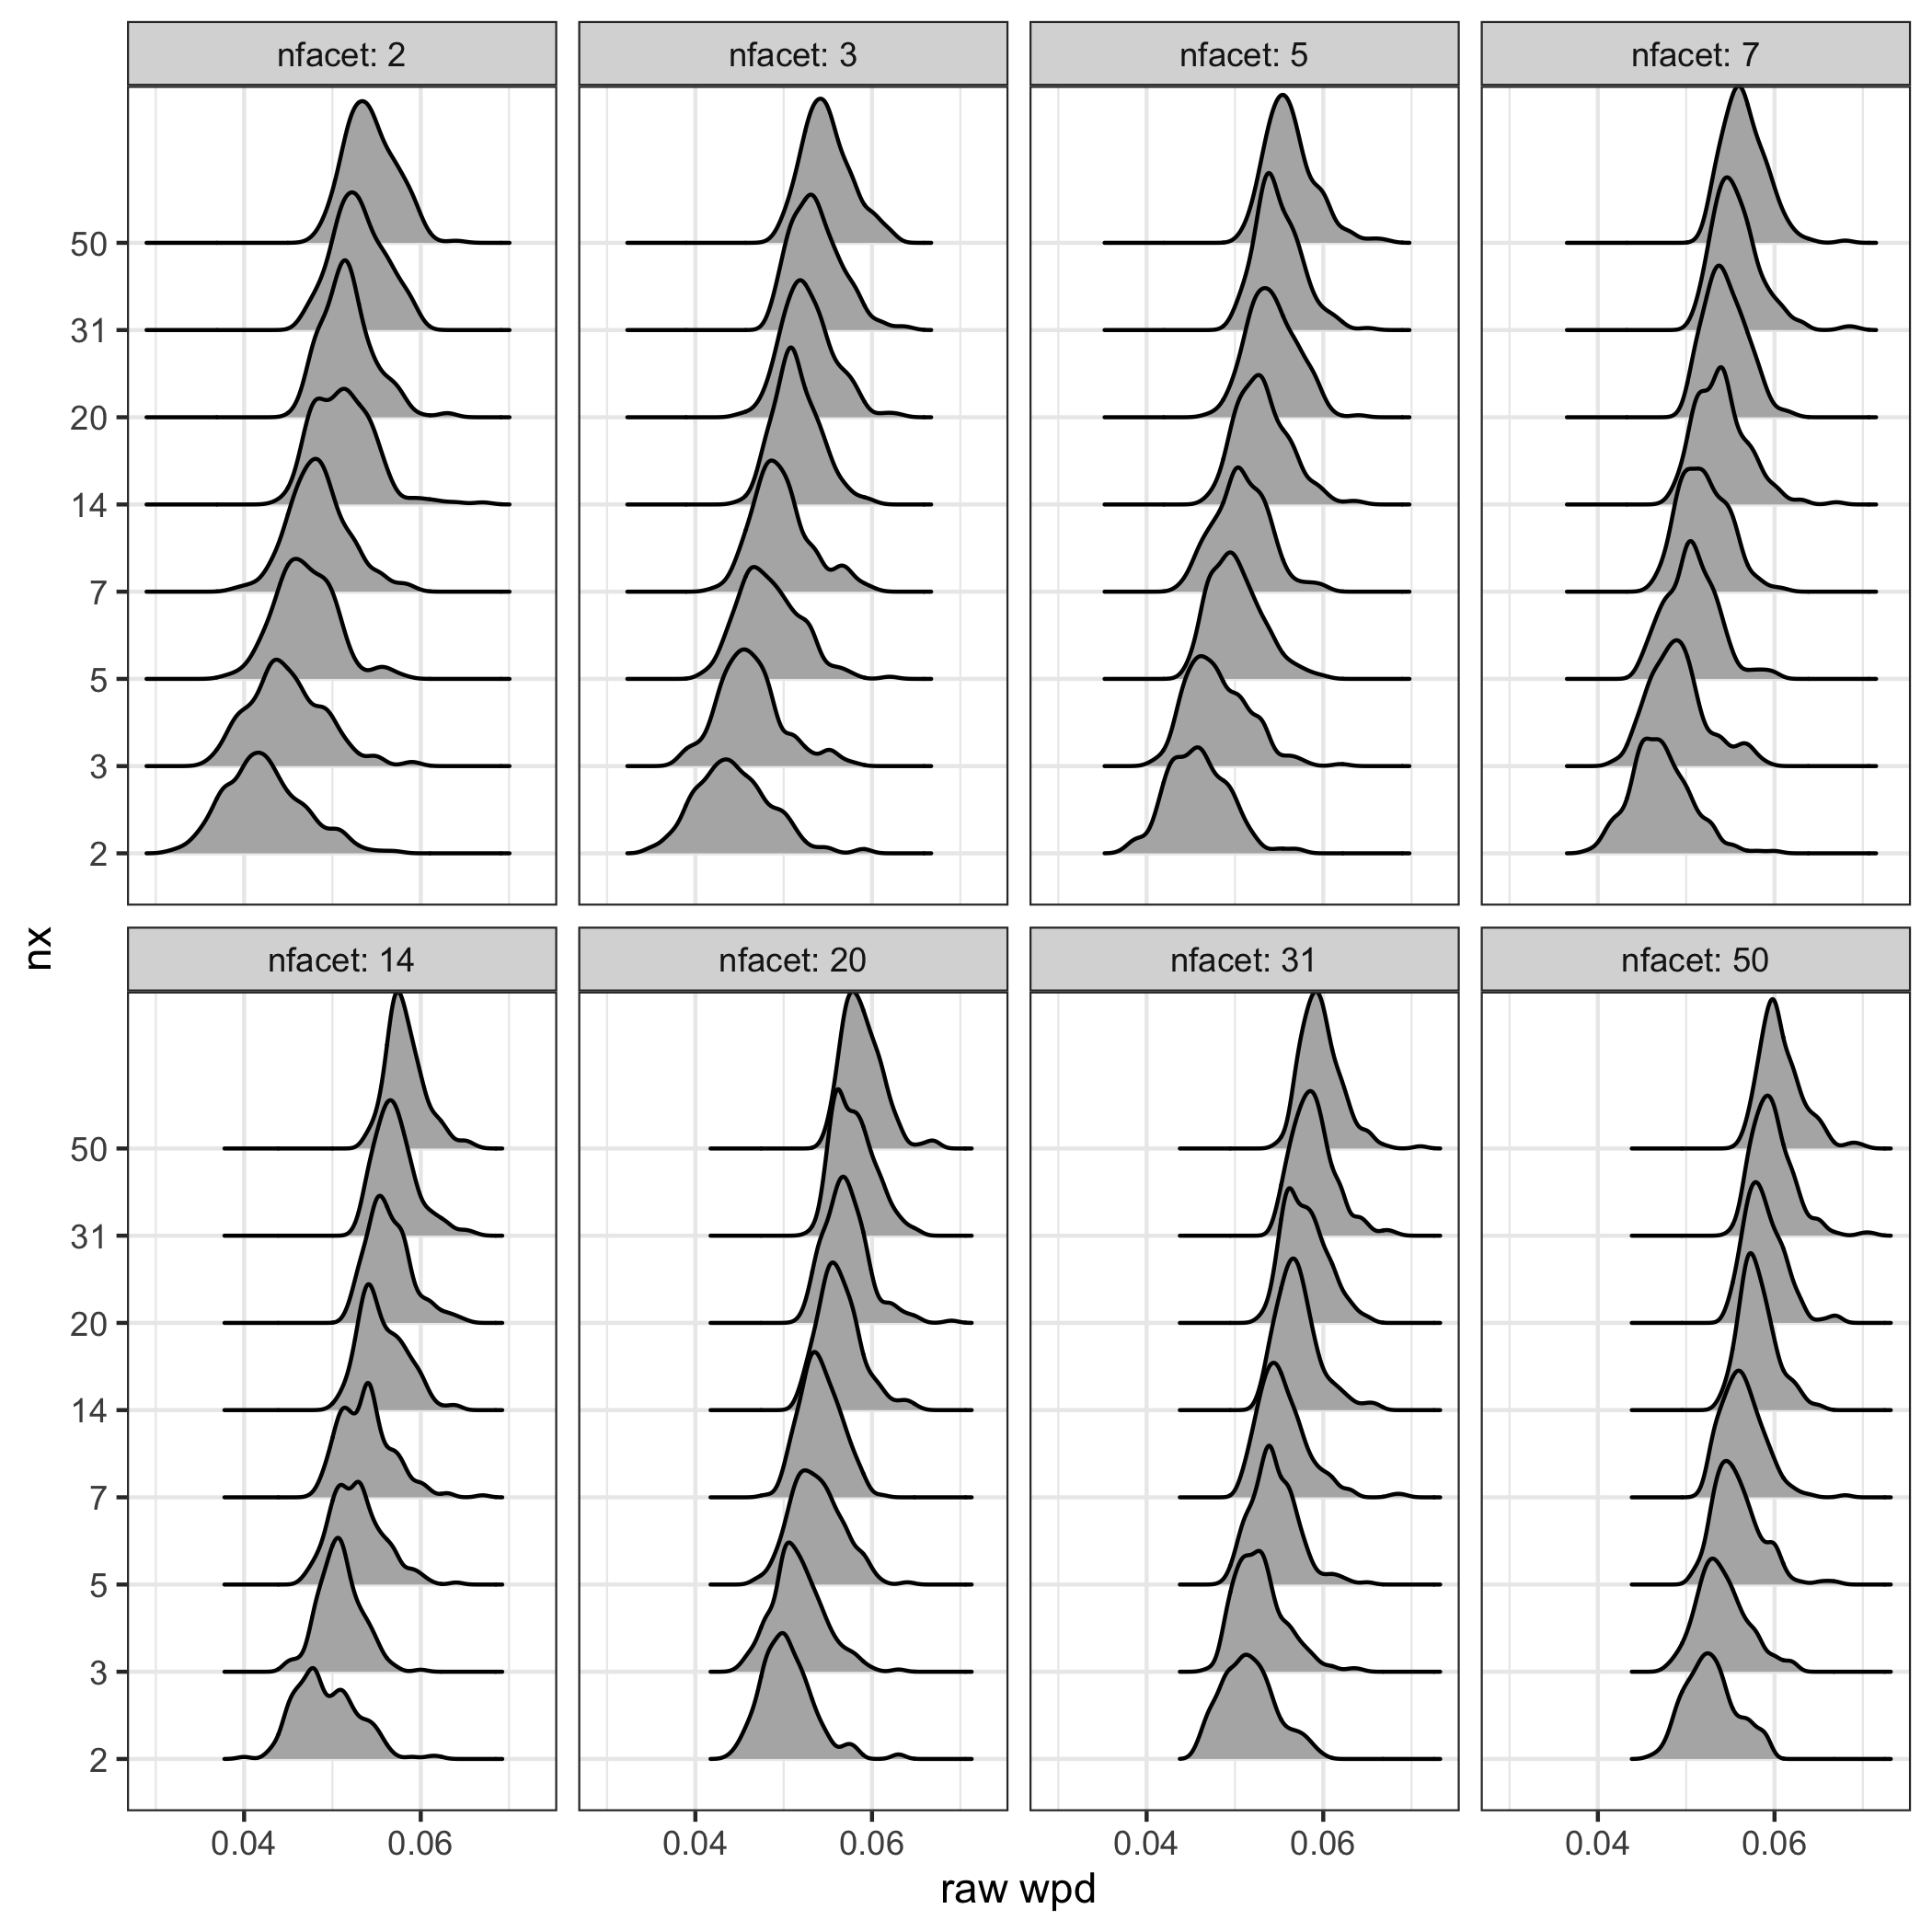 nfacet: 2
nfacet: 3
nfacet: 5
nfacet: 7
50
31
20
14
7
5
3
2
nx
nfacet: 14
nfacet: 20
nfacet: 31
nfacet: 50
50
31
20
14
7
5
3
2
0.04 0.06 0.04 0.06 0.04 0.06 0.04 0.06
raw wpd